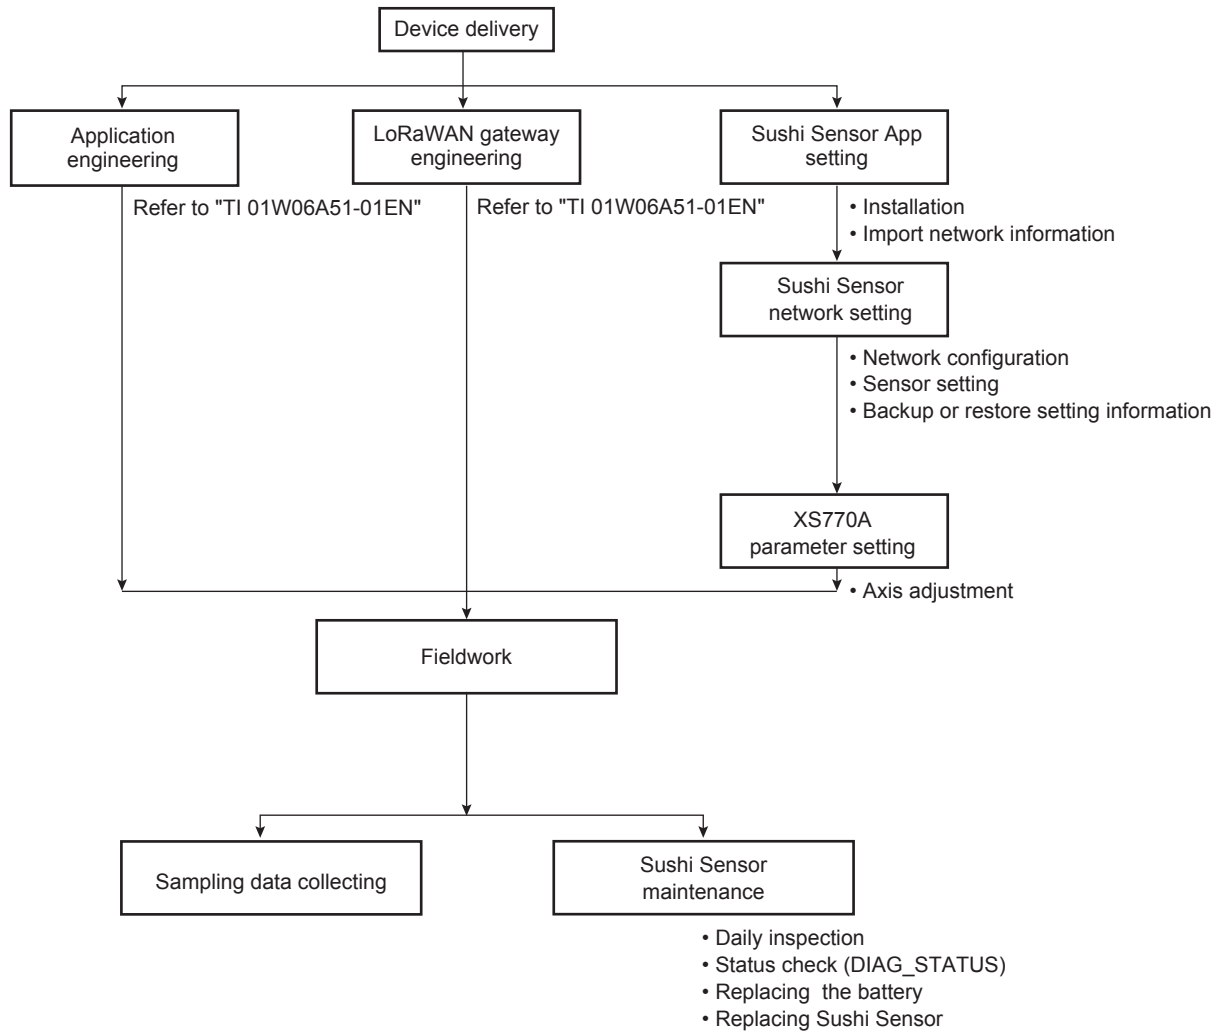 Device delivery
Application
engineering
LoRaWAN gateway
engineering
Sushi Sensor App
setting
Refer to "TI 01W06A51-01EN"
Refer to "TI 01W06A51-01EN"
• Installation
• Import network information
Sushi Sensor
network setting
• Network configuration
• Sensor setting
• Backup or restore setting information
XS770A
parameter setting
• Axis adjustment
Fieldwork
Sampling data collecting
Sushi Sensor
maintenance
• Daily inspection
• Status check (DIAG_STATUS)
• Replacing  the battery
• Replacing Sushi Sensor